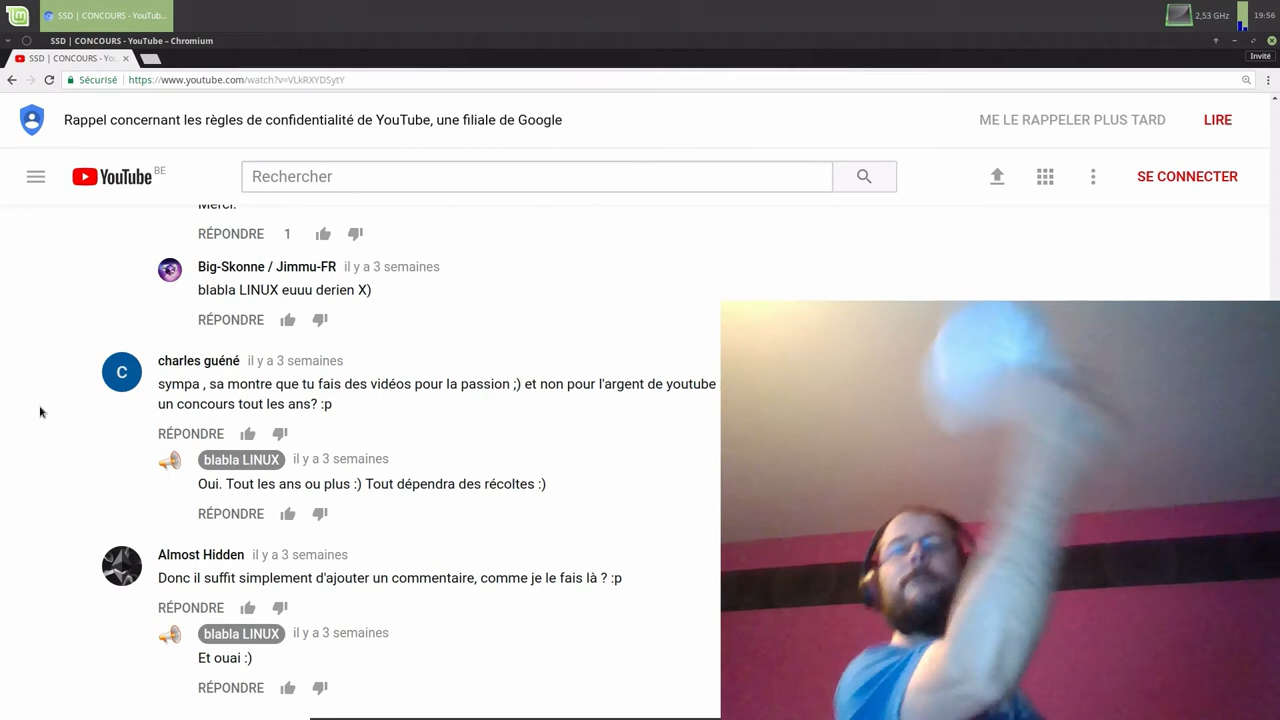 SSD | CONCOURS - YouTub...
2,53 GHz
19:56
SSD | CONCOURS - YouTube – Chromium
SSD | CONCOURS - Yo
Invité
Sécurisé
https://www.youtube.com/watch?v=VLkRXYDSytY
Rappel concernant les règles de confidentialité de YouTube, une filiale de Google
ME LE RAPPELER PLUS TARD
LIRE
YouTube BE
Rechercher
SE CONNECTER
Merci.
RÉPONDRE 1
Big-Skonne / Jimmu-FR il y a 3 semaines
blabla LINUX euuu derien X)
RÉPONDRE
charles guéné il y a 3 semaines
sympa , sa montre que tu fais des vidéos pour la passion ;) et non pour l'argent de youtube
un concours tout les ans? :p
RÉPONDRE
blabla LINUX il y a 3 semaines
Oui. Tout les ans ou plus :) Tout dépendra des récoltes :)
RÉPONDRE
Almost Hidden il y a 3 semaines
Donc il suffit simplement d'ajouter un commentaire, comme je le fais là ? :p
RÉPONDRE
blabla LINUX il y a 3 semaines
Et ouai :)
RÉPONDRE
C